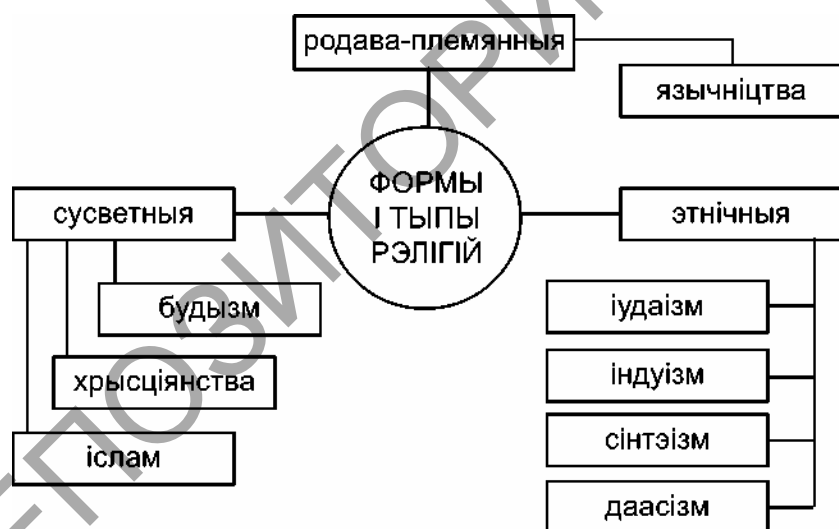 родава-племянныя
язычніцтва
ФОРМЫ
І ТЫПЫ
РЭЛІГІЙ
сусветныя
будызм
хрысціянства
іслам
этнічныя
іудаізм
індуізм
сінтэізм
даасізм